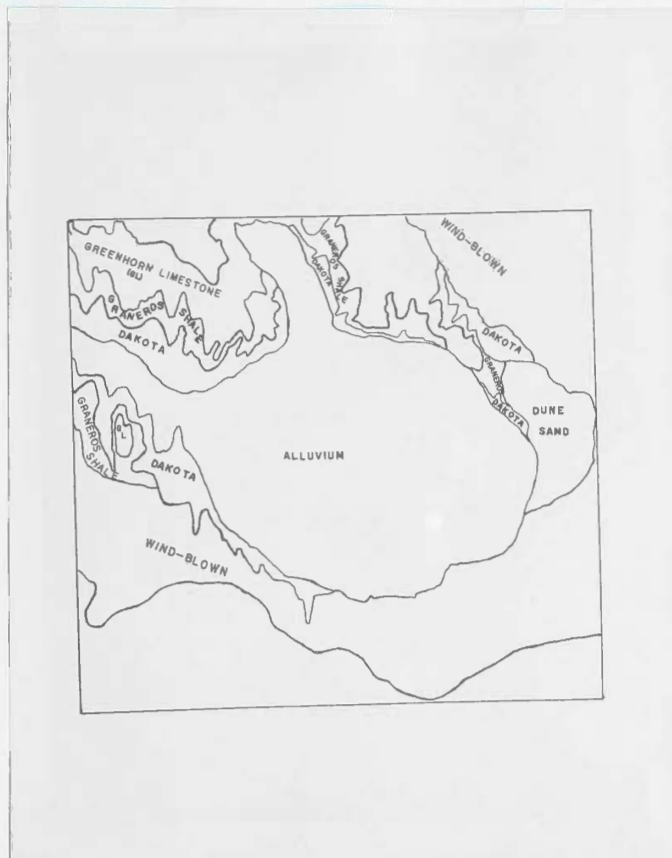 GREENHORN LIMESTONE
(GL)
GRANEROS SHALE
DAKOTA
GRANEROS SHALE
DAKOTA
WIND-BLOWN
DAKOTA
GRANEROS
DAKOTA
DUNE
SAND
GRANEROS
SHALE
GL
DAKOTA
ALLUVIUM
WIND-BLOWN